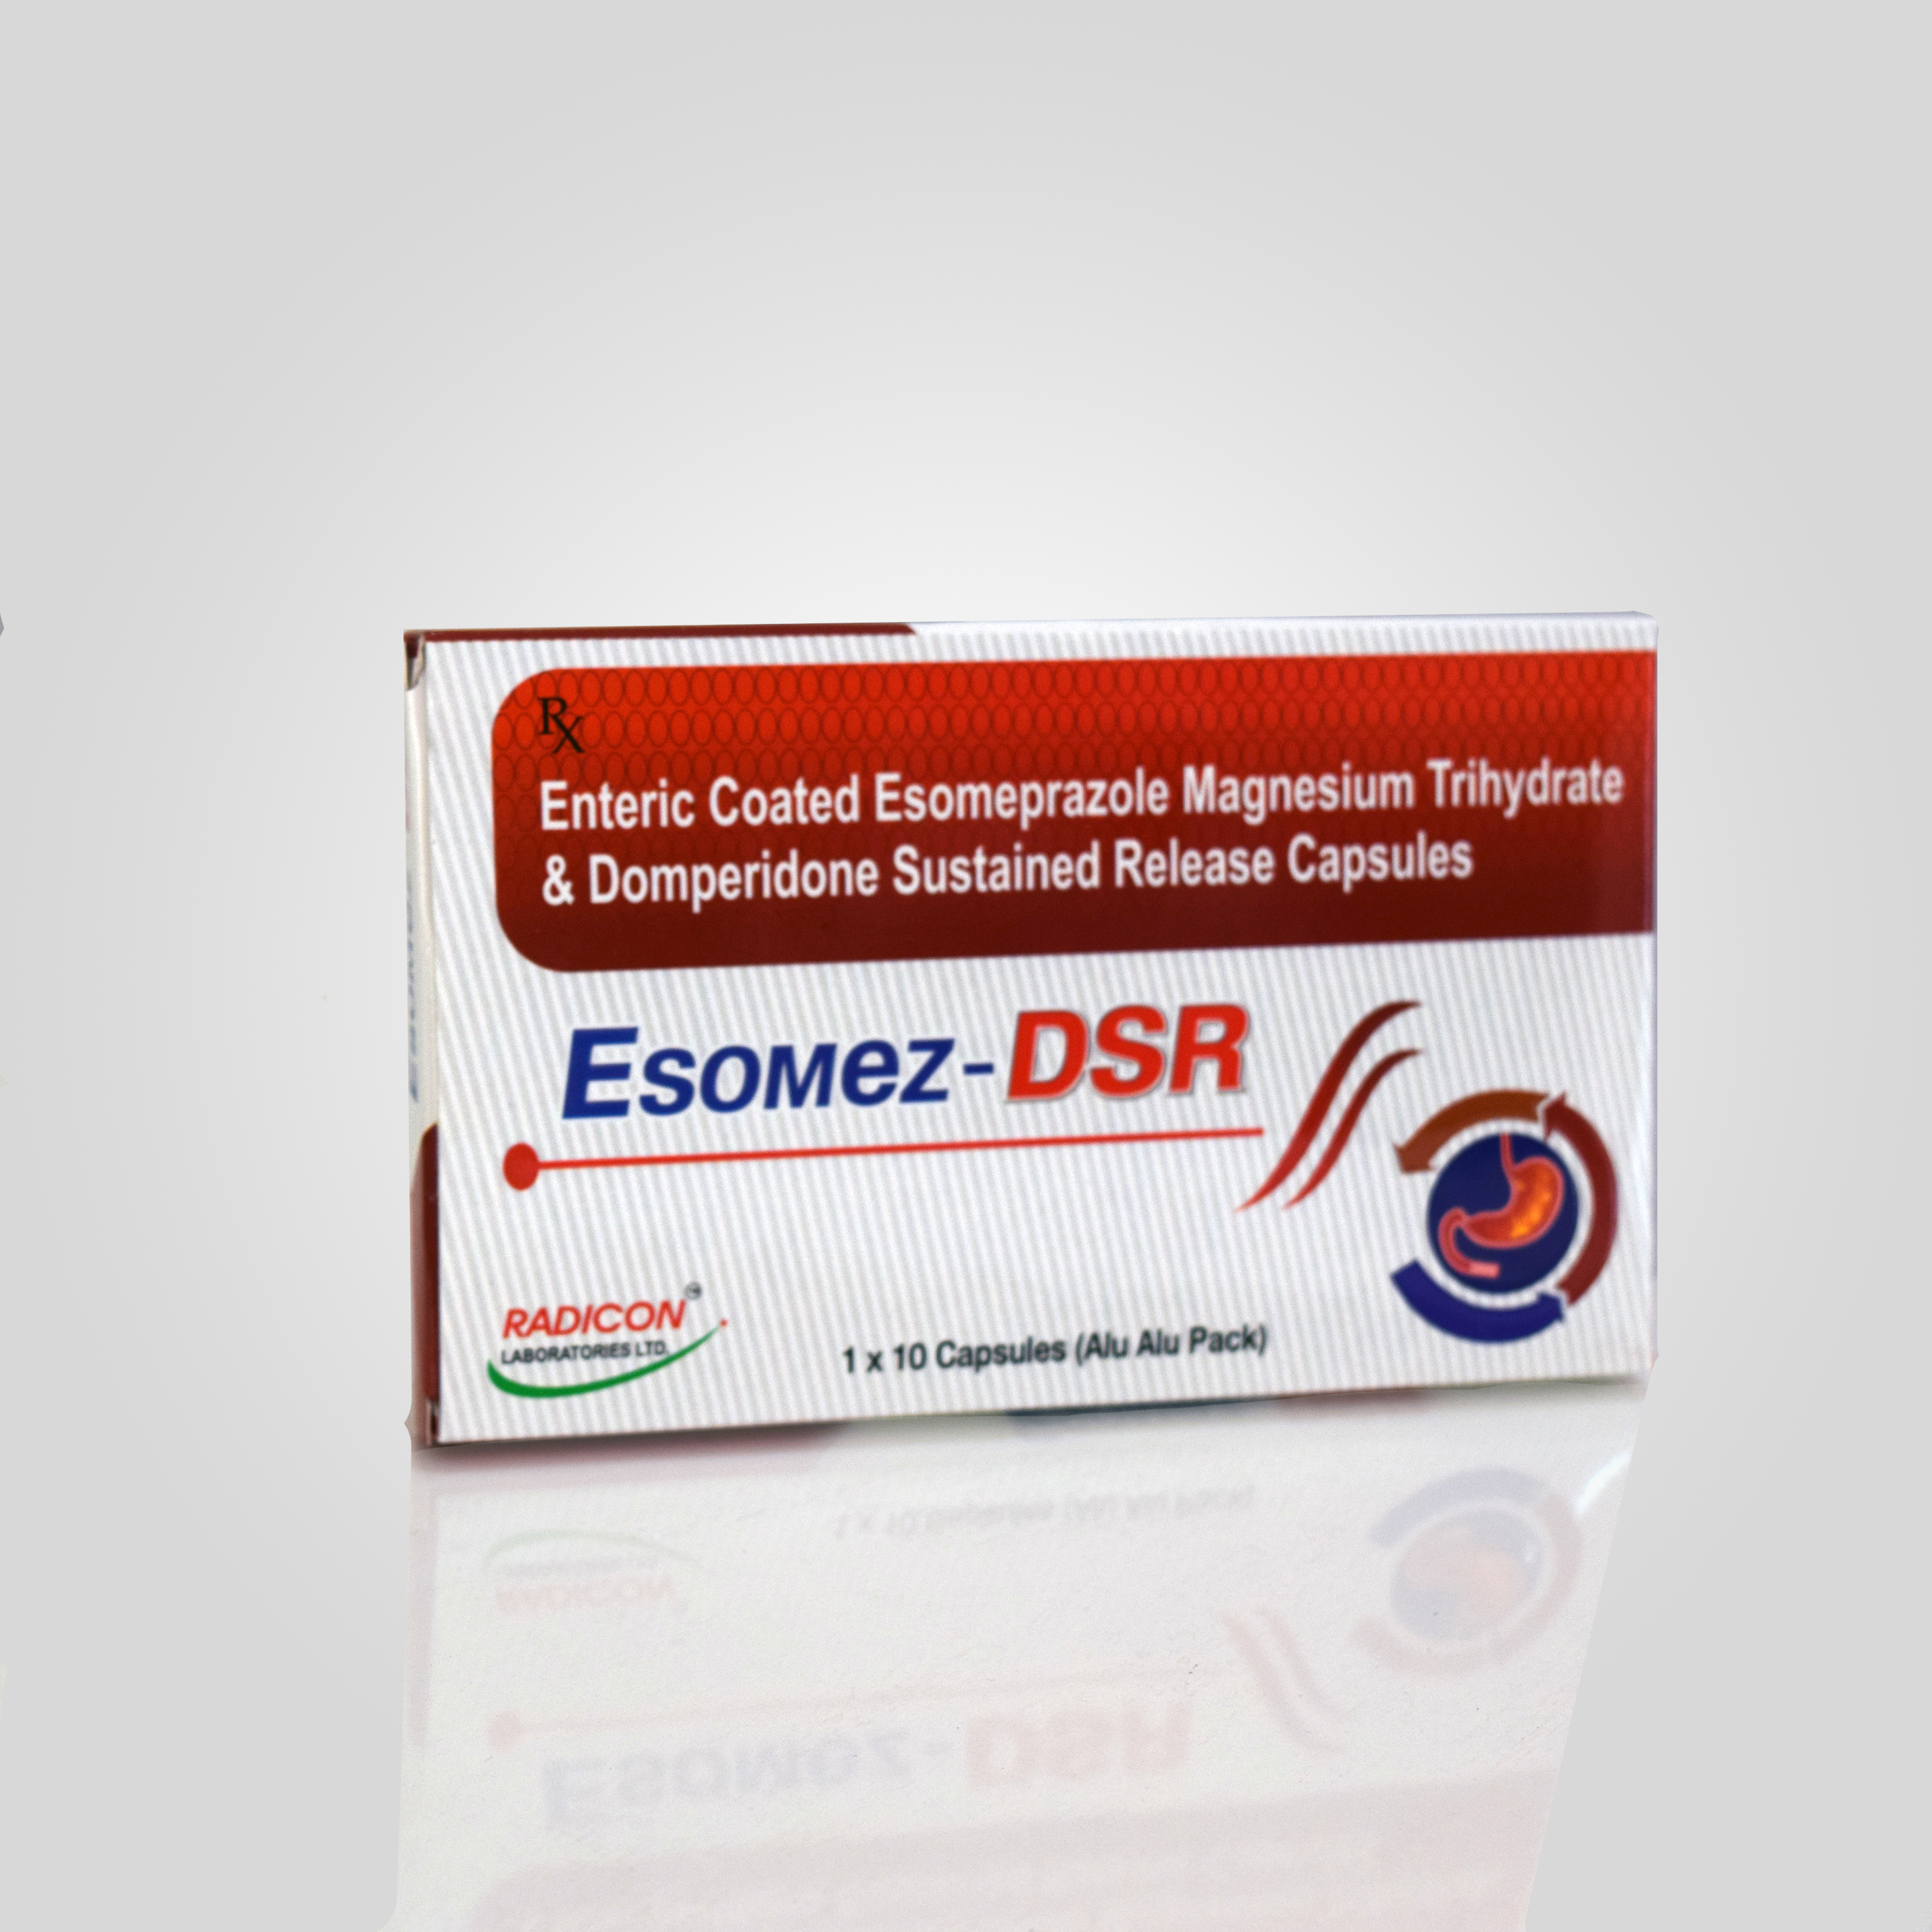 Rx
Enteric Coated Esomeprazole Magnesium Trihydrate
& Domperidone Sustained Release Capsules
Esomez-DSR
RADICON
LABORATORIES LTD.
1 x 10 Capsules (Alu Alu Pack)